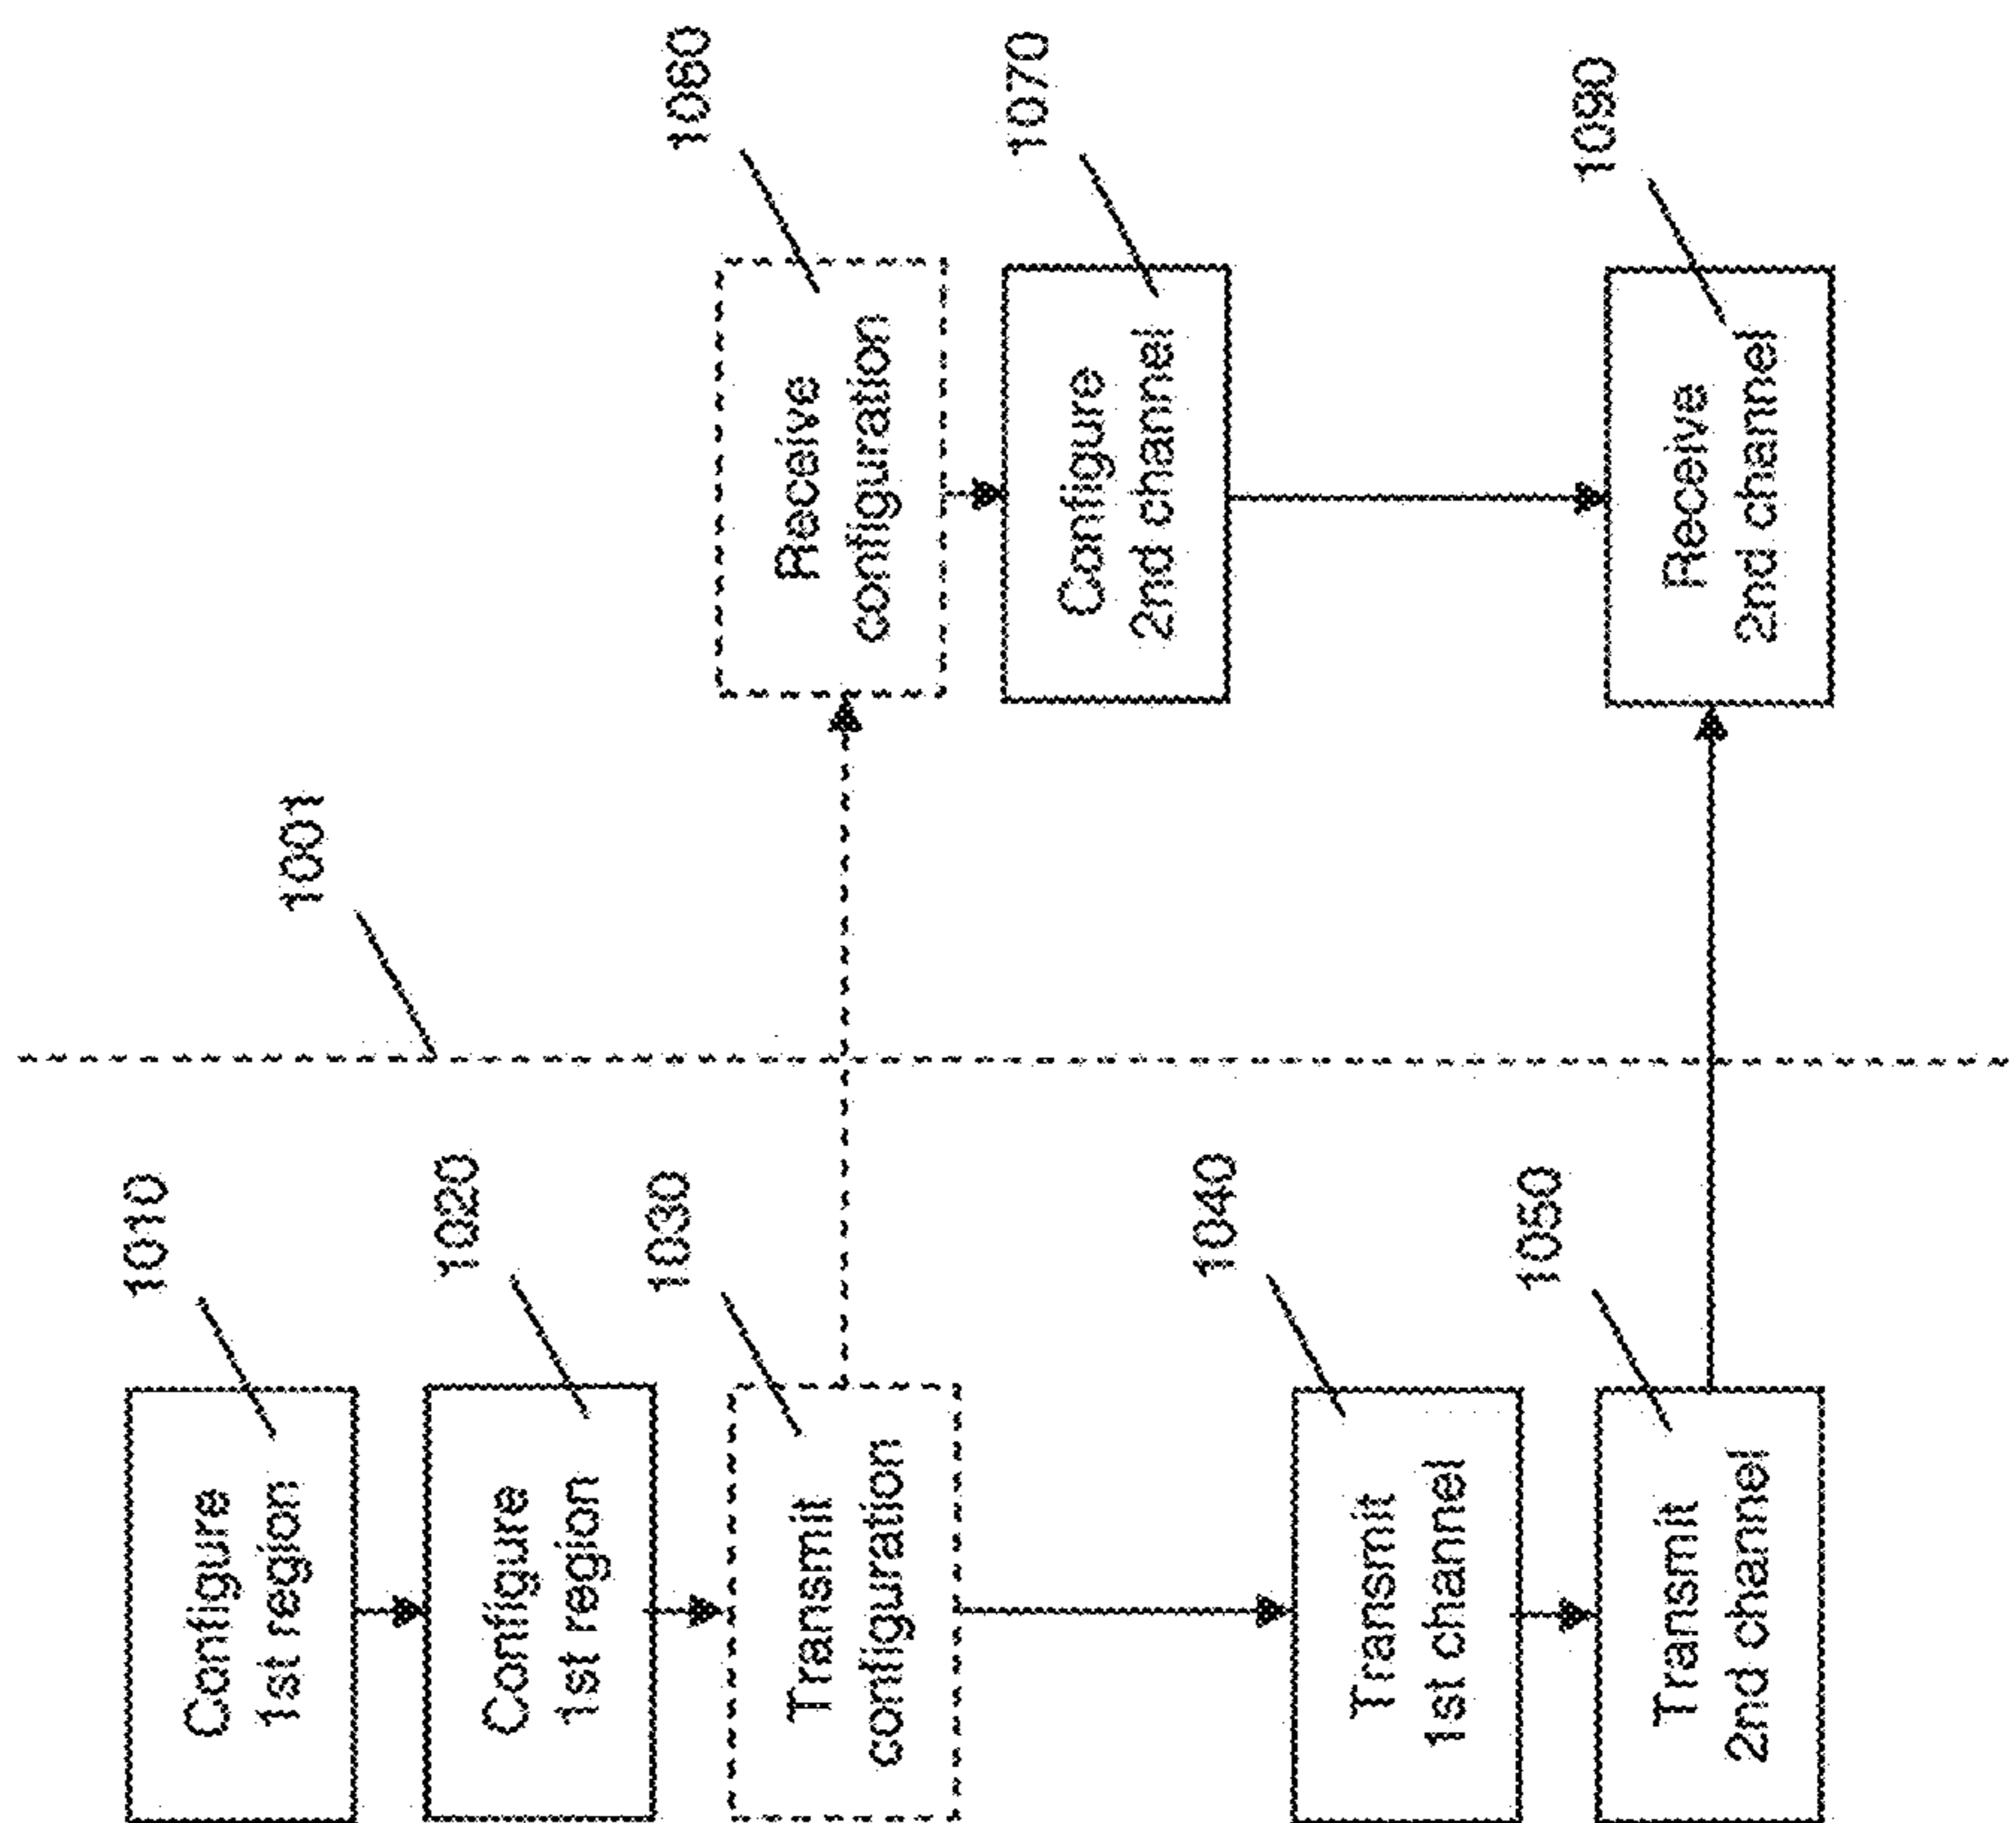 Configure
1st region
1010
Configure
1st region
1020
Transmit
configuration
1030
1001
Receive
configuration
Configure
2nd channel
1070
Transmit
1st channel
1040
Transmit
2nd channel
1050
Receive
2nd channel
1090